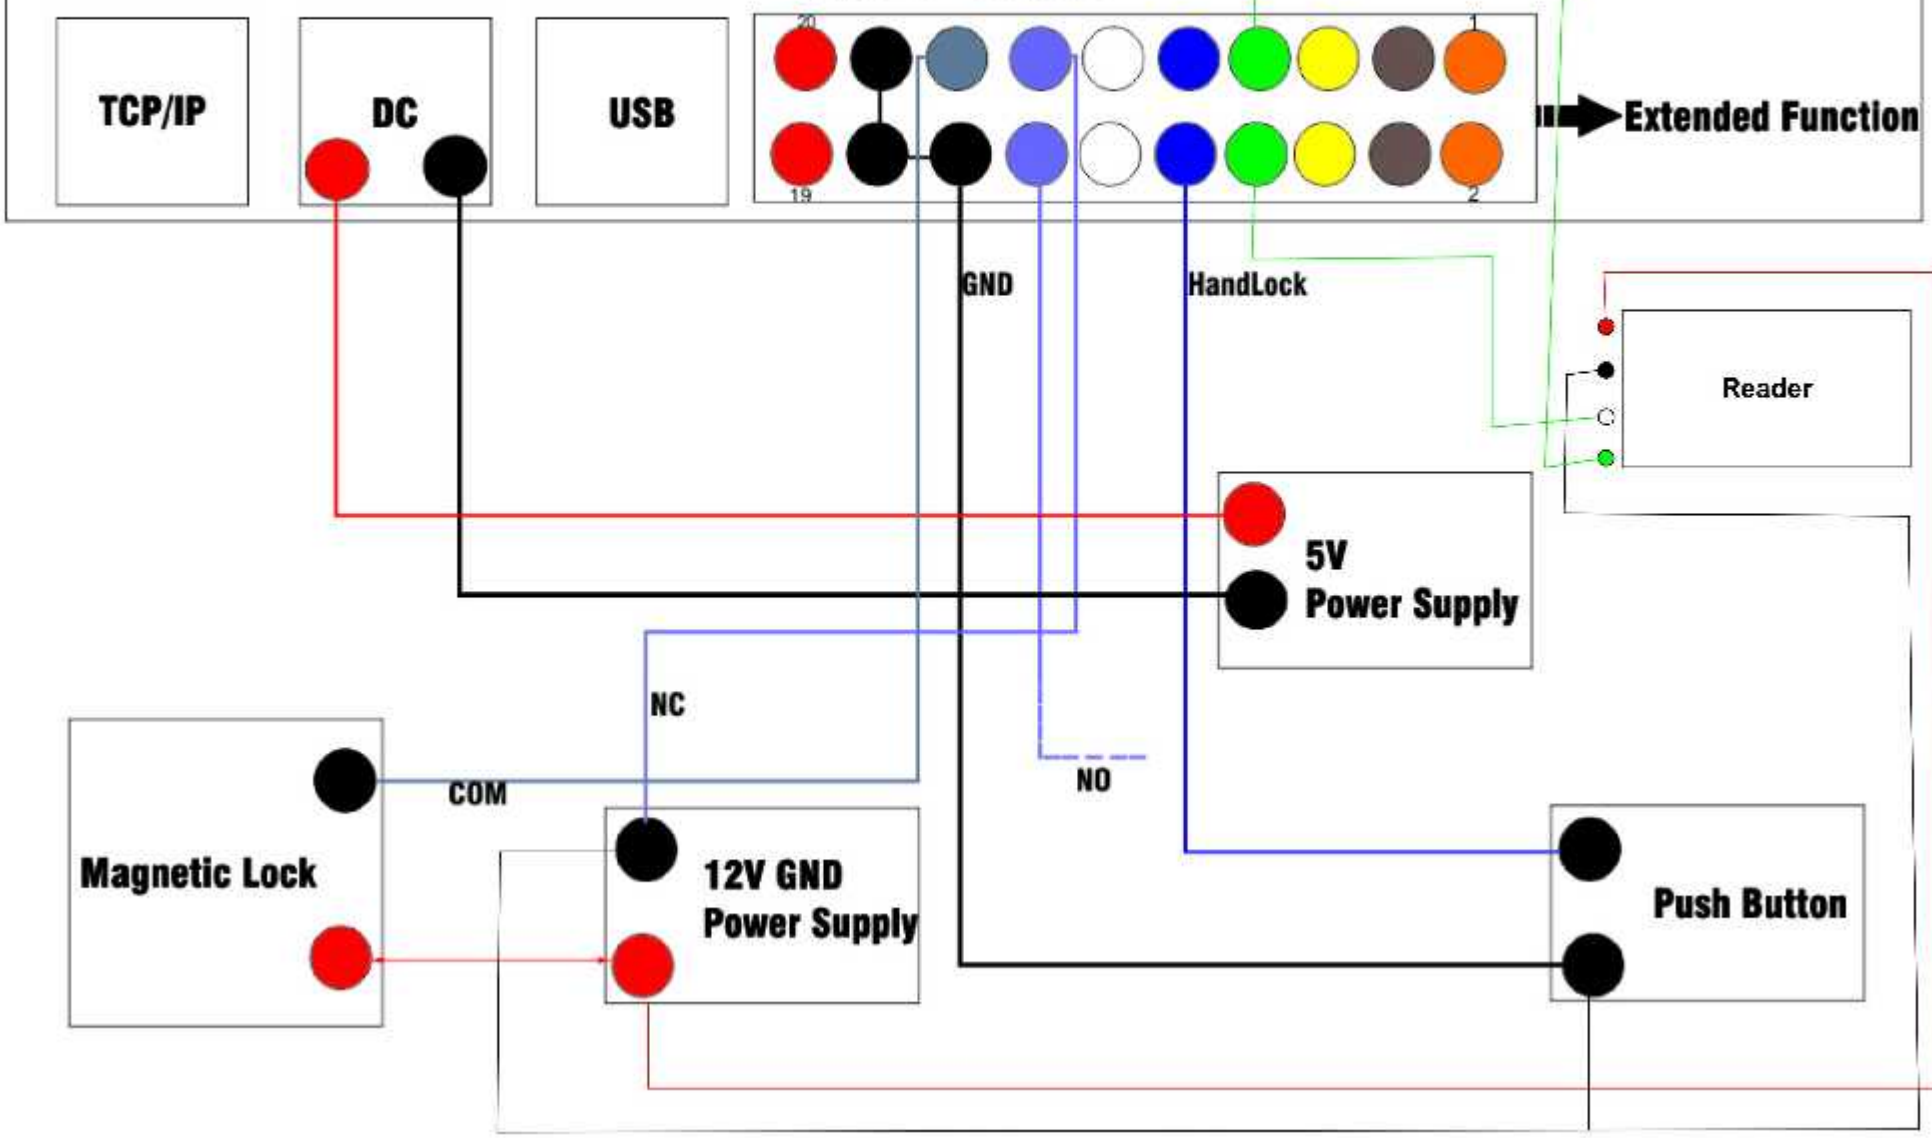 20
1
TCP/IP
DC
USB
Extended Function
19
2
GND
HandLock
Reader
5V
Power Supply
NC
NO
COM
Magnetic Lock
12V GND
Power Supply
Push Button